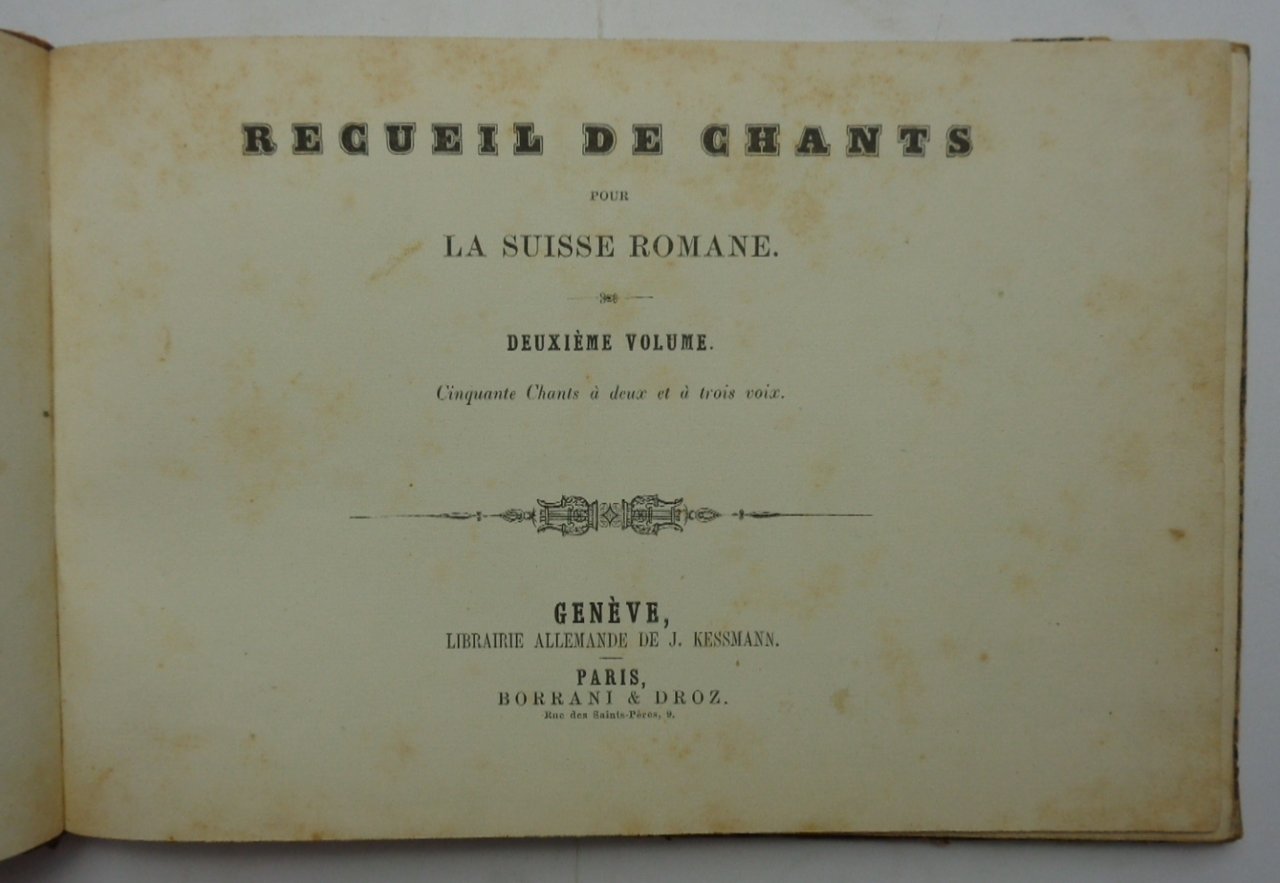 RECUEIL DE CHANTS
POUR
LA SUISSE ROMANE.
DEUXIÈME VOLUME.
Cinquante Chants à deux et à trois voix.
GENÈVE,
LIBRAIRIE ALLEMANDE DE J. KESSMANN.
PARIS,
BORRANI & DROZ.
Rue des Saints-Pères, 9.